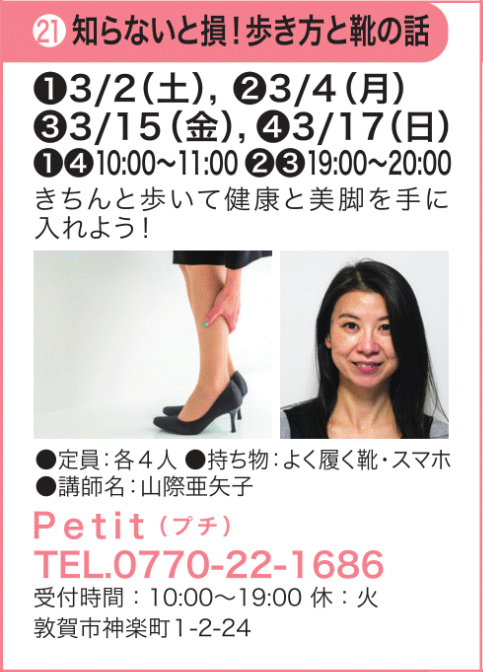 ㉑ 知らないと損！歩き方と靴の話
❶3/2（土），❷3/4（月）
❸3/15（金），❹3/17（日）
❶❹10:00〜11:00 ❷❸19:00〜20:00
きちんと歩いて健康と美脚を手に
入れよう！
●定員：各４人 ●持ち物：よく履く靴・スマホ
●講師名：山際亜矢子
Petit（プチ）
TEL.0770-22-1686
受付時間：10:00〜19:00 休：火
敦賀市神楽町1-2-24